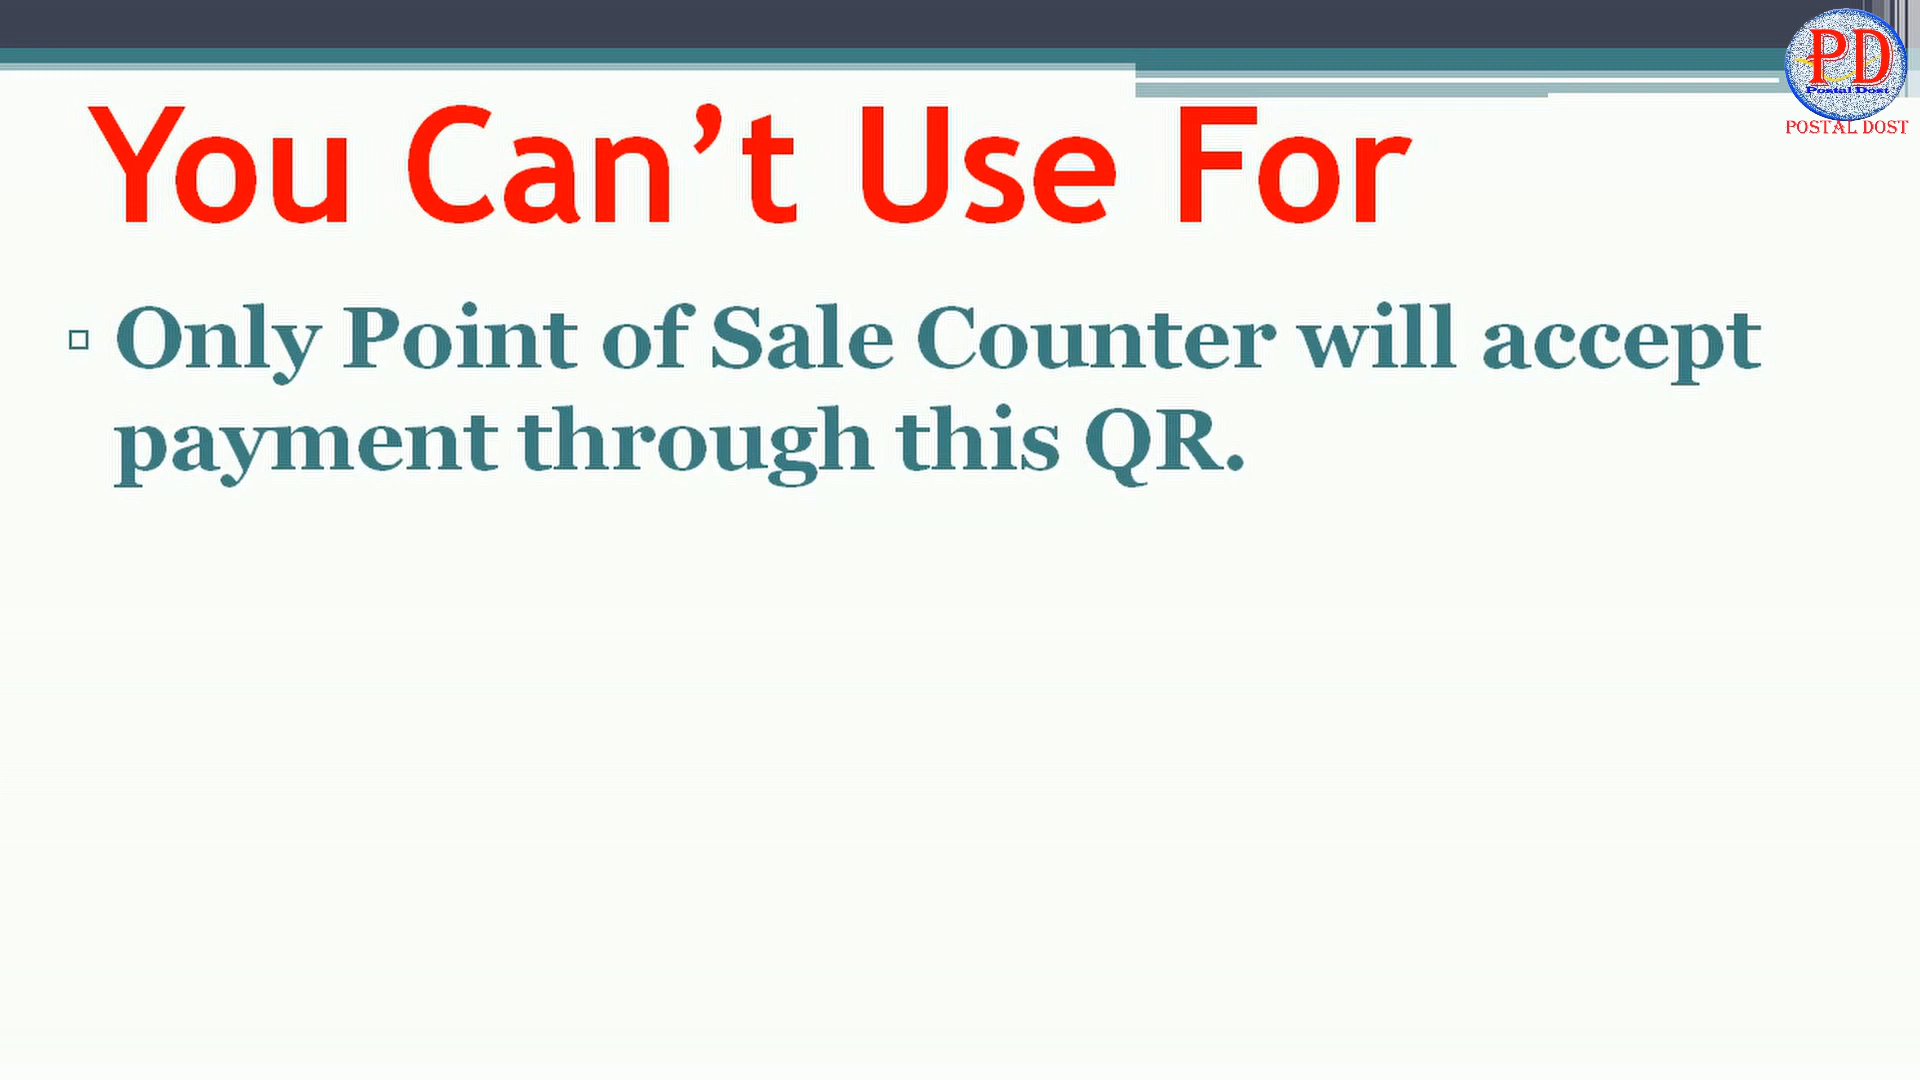 PD
Postal Dost
POSTAL DOST
You Can’t Use For
Only Point of Sale Counter will accept
payment through this QR.